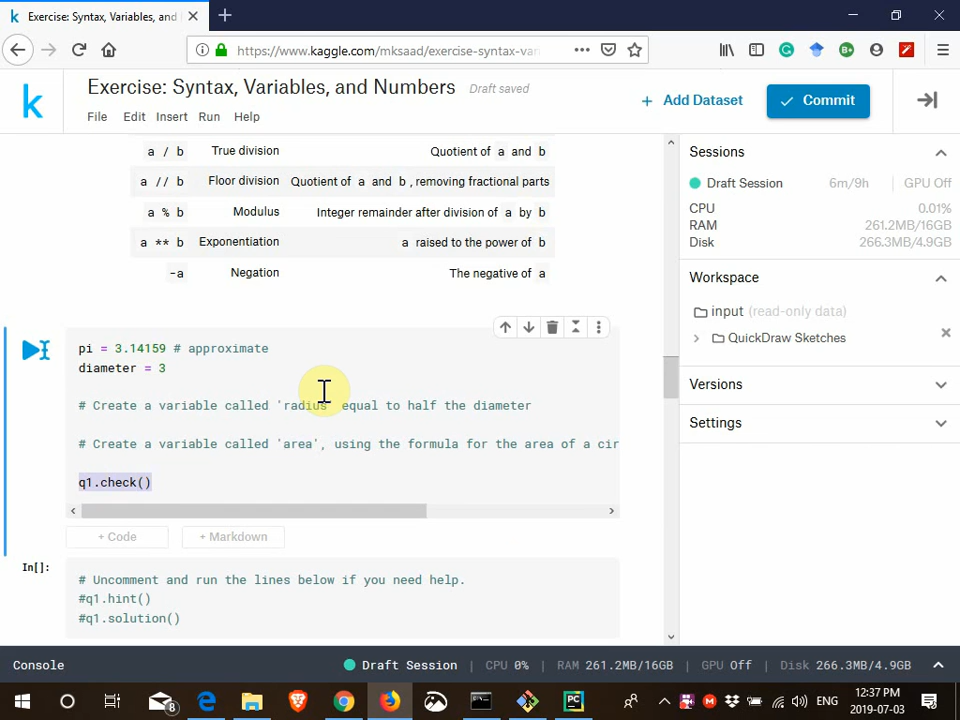 k Exercise: Syntax, Variables, and
https://www.kaggle.com/mksaad/exercise-syntax-var
k
Exercise: Syntax, Variables, and Numbers Draft saved
File Edit Insert Run Help
+ Add Dataset
Commit
a / b True division Quotient of a and b
a // b Floor division Quotient of a and b , removing fractional parts
a % b Modulus Integer remainder after division of a by b
a ** b Exponentiation a raised to the power of b
-a Negation The negative of a
pi = 3.14159 # approximate
diameter = 3
# Create a variable called 'radius' equal to half the diameter
# Create a variable called 'area', using the formula for the area of a cir
q1.check()
+ Code + Markdown
In[]:
# Uncomment and run the lines below if you need help.
#q1.hint()
#q1.solution()
Sessions
Draft Session 6m/9h GPU Off
CPU 0.01%
RAM 261.2MB/16GB
Disk 266.3MB/4.9GB
Workspace
input (read-only data)
QuickDraw Sketches
Versions
Settings
Console Draft Session CPU 0% RAM 261.2MB/16GB GPU Off Disk 266.3MB/4.9GB
8
ENG
12:37 PM
2019-07-03